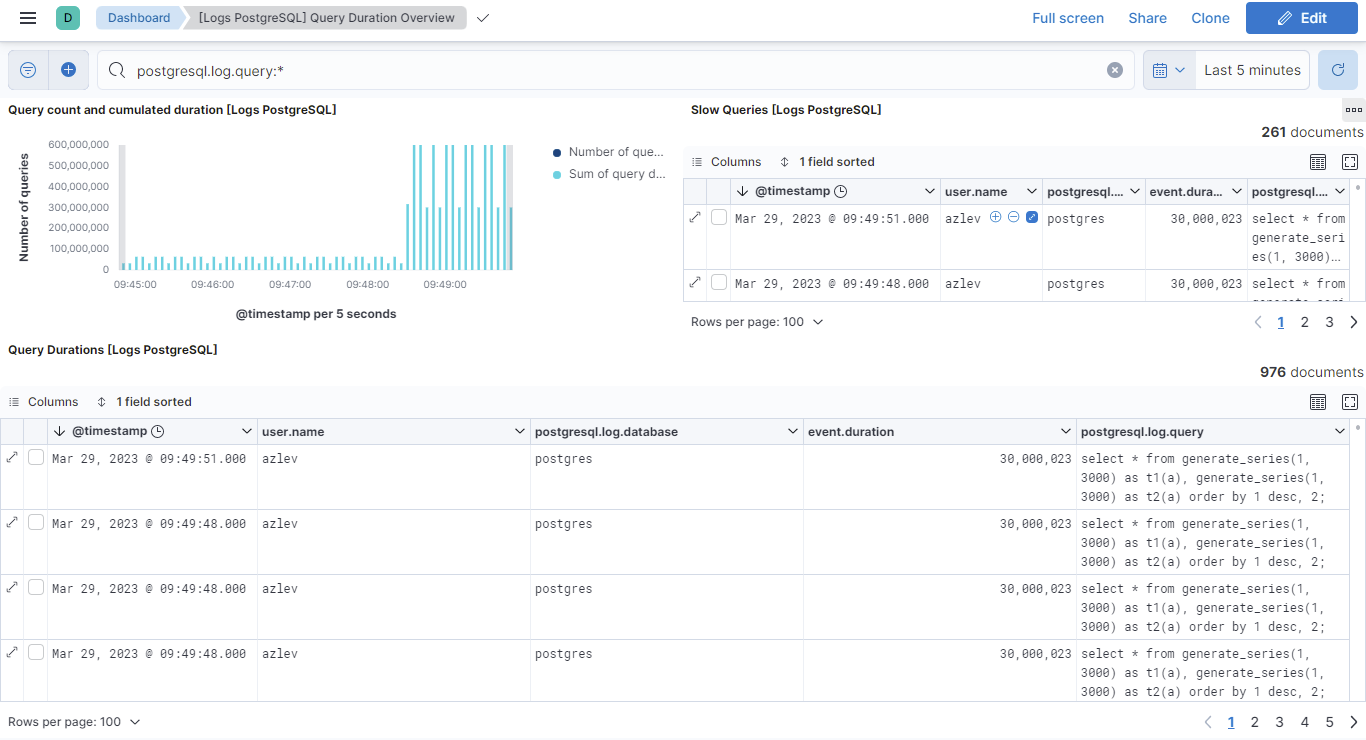 D Dashboard [Logs PostgreSQL] Query Duration Overview Full screen Share Clone Edit
postgresql.log.query:* Last 5 minutes
Query count and cumulated duration [Logs PostgreSQL]
Number of queries
600,000,000
500,000,000
400,000,000
300,000,000
200,000,000
100,000,000
0
09:45:00 09:46:00 09:47:00 09:48:00 09:49:00
@timestamp per 5 seconds
Number of que...
Sum of query d...
Slow Queries [Logs PostgreSQL]
261 documents
Columns 1 field sorted
@timestamp user.name postgresql.... event.dura... postgresql....
Mar 29, 2023 @ 09:49:51.000 azlev postgres 30,000,023 select * from
generate_seri
es(1, 3000)...
Mar 29, 2023 @ 09:49:48.000 azlev postgres 30,000,023 select * from
generate_seri
Rows per page: 100 1 2 3
Query Durations [Logs PostgreSQL]
976 documents
Columns 1 field sorted
@timestamp user.name postgresql.log.database event.duration postgresql.log.query
Mar 29, 2023 @ 09:49:51.000 azlev postgres 30,000,023 select * from generate_series(1,
3000) as t1(a), generate_series(1,
3000) as t2(a) order by 1 desc, 2;
Mar 29, 2023 @ 09:49:48.000 azlev postgres 30,000,023 select * from generate_series(1,
3000) as t1(a), generate_series(1,
3000) as t2(a) order by 1 desc, 2;
Mar 29, 2023 @ 09:49:48.000 azlev postgres 30,000,023 select * from generate_series(1,
3000) as t1(a), generate_series(1,
3000) as t2(a) order by 1 desc, 2;
Mar 29, 2023 @ 09:49:48.000 azlev postgres 30,000,023 select * from generate_series(1,
3000) as t1(a), generate_series(1,
3000) as t2(a) order by 1 desc, 2;
Rows per page: 100 1 2 3 4 5